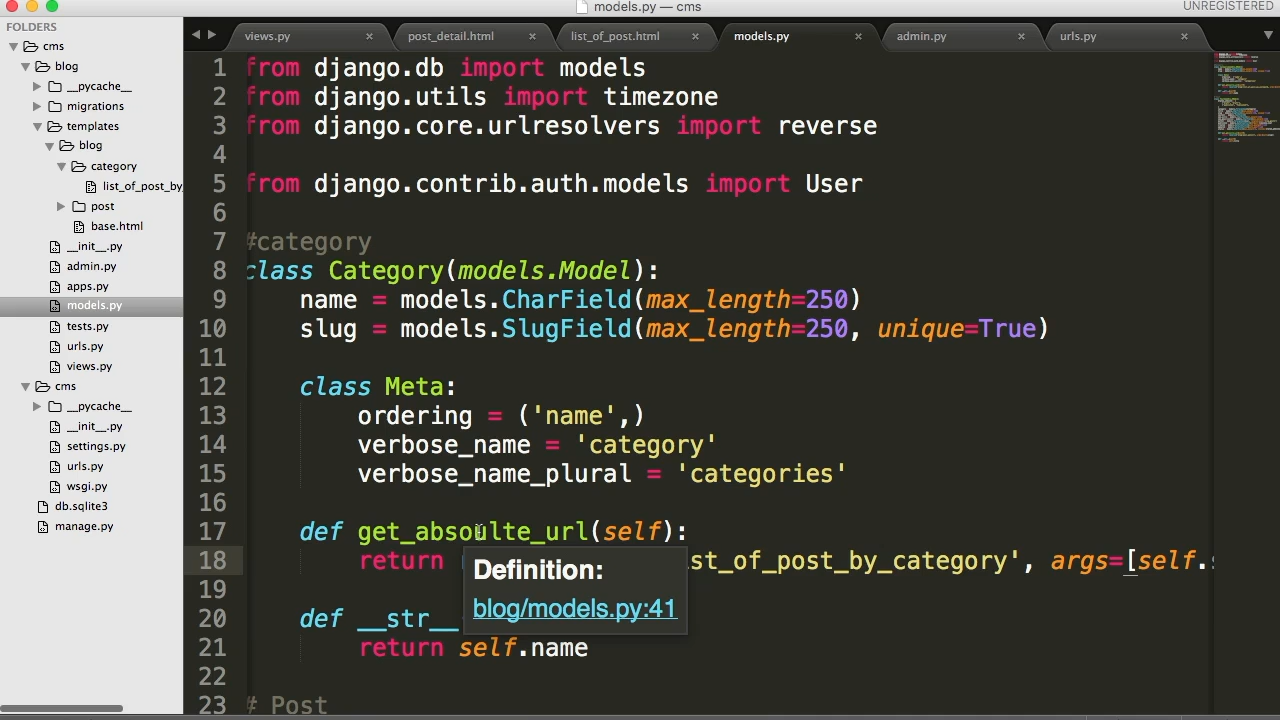 models.py — cms
UNREGISTERED
FOLDERS
cms
blog
__pycache__
migrations
templates
blog
category
list_of_post_by
post
base.html
__init__.py
admin.py
apps.py
models.py
tests.py
urls.py
views.py
cms
__pycache__
__init__.py
settings.py
urls.py
wsgi.py
db.sqlite3
manage.py
views.py
post_detail.html
list_of_post.html
models.py
admin.py
urls.py
1 from django.db import models
2 from django.utils import timezone
3 from django.core.urlresolvers import reverse
4
5 from django.contrib.auth.models import User
6
7 #category
8 class Category(models.Model):
9 name = models.CharField(max_length=250)
10 slug = models.SlugField(max_length=250, unique=True)
11
12 class Meta:
13 ordering = ('name',)
14 verbose_name = 'category'
15 verbose_name_plural = 'categories'
16
17 def get_absoulte_url(self):
18 return st_of_post_by_category', args=[self.
19
20 def __str__
21 return self.name
22
23 # Post
Definition:
blog/models.py:41